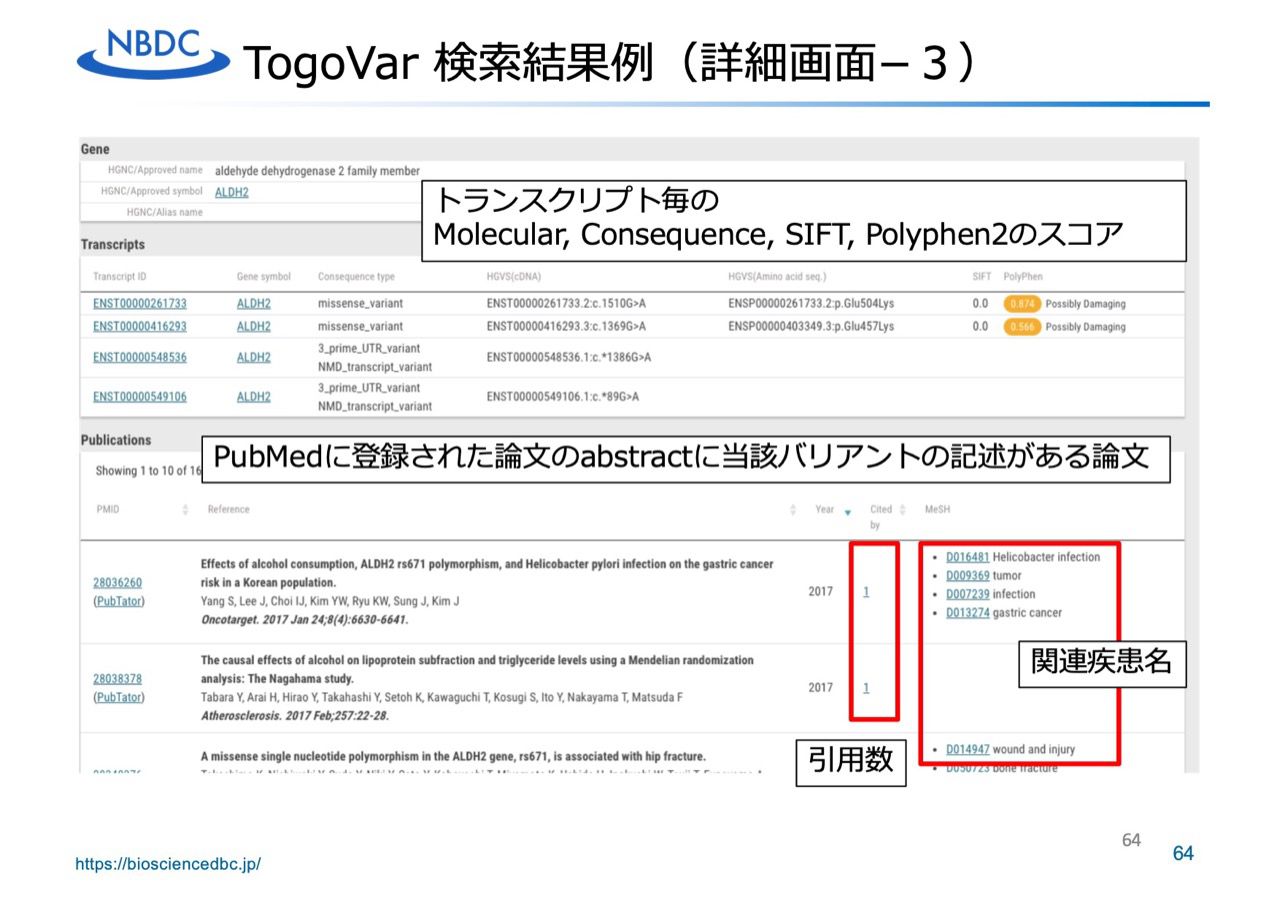 NBDC
TogoVar 検索結果例（詳細画面－３）
Gene
HGNC/Approved name aldehyde dehydrogenase 2 family member
HGNC/Approved symbol ALDH2
HGNC/Alias name
トランスクリプト毎の
Molecular, Consequence, SIFT, Polyphen2のスコア
Transcripts
Transcript ID Gene symbol Consequence type HGVS(cDNA) HGVS(Amino acid seq.) SIFT PolyPhen
ENST00000261733 ALDH2 missense_variant ENST00000261733.2:c.1510G>A ENSP00000261733.2:p.Glu504Lys 0.0 0.874 Possibly Damaging
ENST00000416293 ALDH2 missense_variant ENST00000416293.3:c.1369G>A ENSP00000403349.3:p.Glu457Lys 0.0 0.566 Possibly Damaging
3_prime_UTR_variant
ENST00000548536 ALDH2 ENST00000548536.1:c.*1386G>A
NMD_transcript_variant
3_prime_UTR_variant
ENST00000549106 ALDH2 ENST00000549106.1:c.*89G>A
NMD_transcript_variant
Publications
PubMedに登録された論文のabstractに当該バリアントの記述がある論文
Showing 1 to 10 of 16
PMID Reference Year Cited by MeSH
Effects of alcohol consumption, ALDH2 rs671 polymorphism, and Helicobacter pylori infection on the gastric cancer
risk in a Korean population.
Yang S, Lee J, Choi IJ, Kim YW, Ryu KW, Sung J, Kim J
Oncotarget. 2017 Jan 24;8(4):6630-6641.
28036260
(PubTator)
2017
1
D016481 Helicobacter infection
D009369 tumor
D007239 infection
D013274 gastric cancer
The causal effects of alcohol on lipoprotein subfraction and triglyceride levels using a Mendelian randomization
analysis: The Nagahama study.
Tabara Y, Arai H, Hirao Y, Takahashi Y, Setoh K, Kawaguchi T, Kosugi S, Ito Y, Nakayama T, Matsuda F
Atherosclerosis. 2017 Feb;257:22-28.
28038378
(PubTator)
2017
1
関連疾患名
A missense single nucleotide polymorphism in the ALDH2 gene, rs671, is associated with hip fracture.
引用数
D014947 wound and injury
D050723 bone fracture
64
https://biosciencedbc.jp/
64